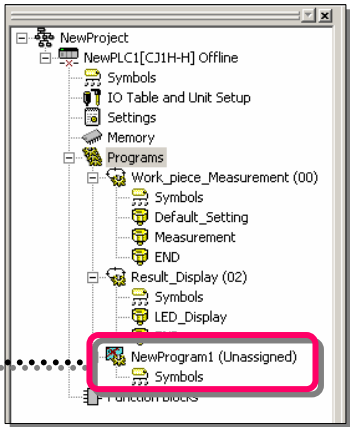 NewProject
NewPLC1[CJ1H-H] Offline
Symbols
IO Table and Unit Setup
Settings
Memory
Programs
Work_piece_Measurement (00)
Symbols
Default_Setting
Measurement
END
Result_Display (02)
Symbols
LED_Display
NewProgram1 (Unassigned)
Symbols
Function Blocks